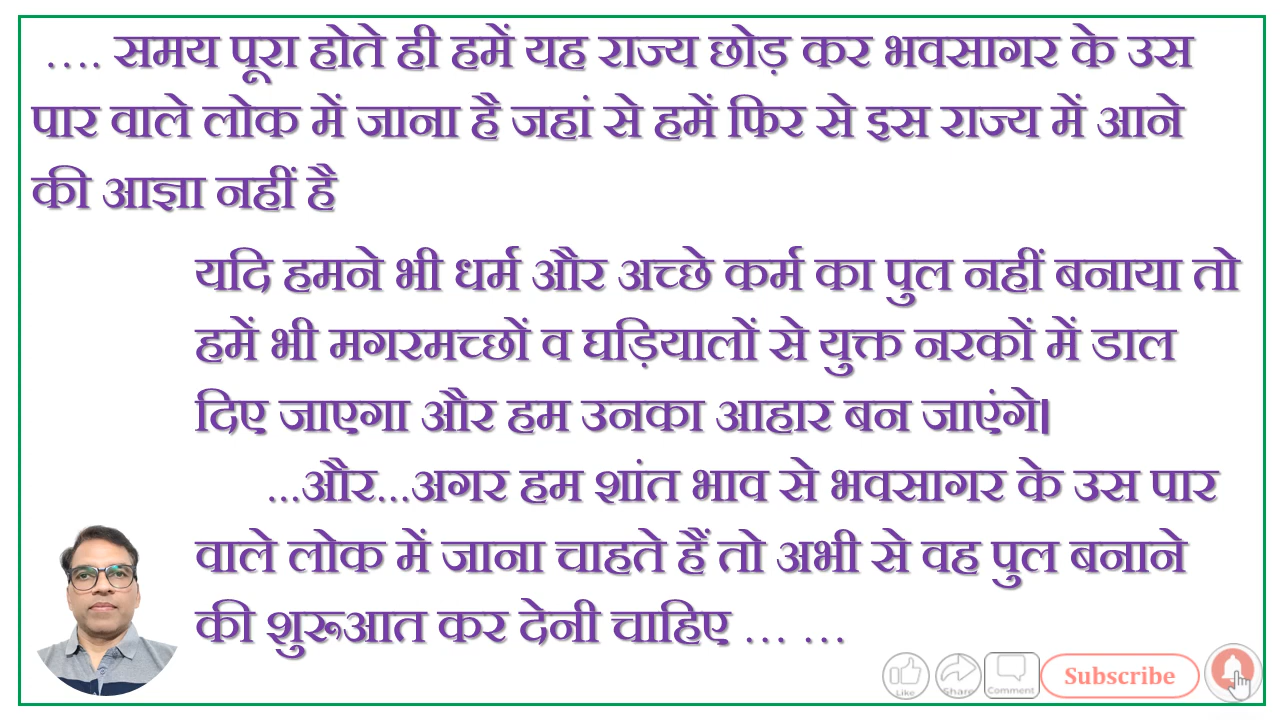 .... समय पूरा होते ही हमें यह राज्य छोड़ कर भवसागर के उस
पार वाले लोक में जाना है जहां से हमें फिर से इस राज्य में आने
की आज्ञा नहीं है
यदि हमने भी धर्म और अच्छे कर्म का पुल नहीं बनाया तो
हमें भी मगरमच्छों व घड़ियालों से युक्त नरकों में डाल
दिए जाएगा और हम उनका आहार बन जाएंगे।
...और...अगर हम शांत भाव से भवसागर के उस पार
वाले लोक में जाना चाहते हैं तो अभी से वह पुल बनाने
की शुरूआत कर देनी चाहिए ... ...
Like Share Comment Subscribe